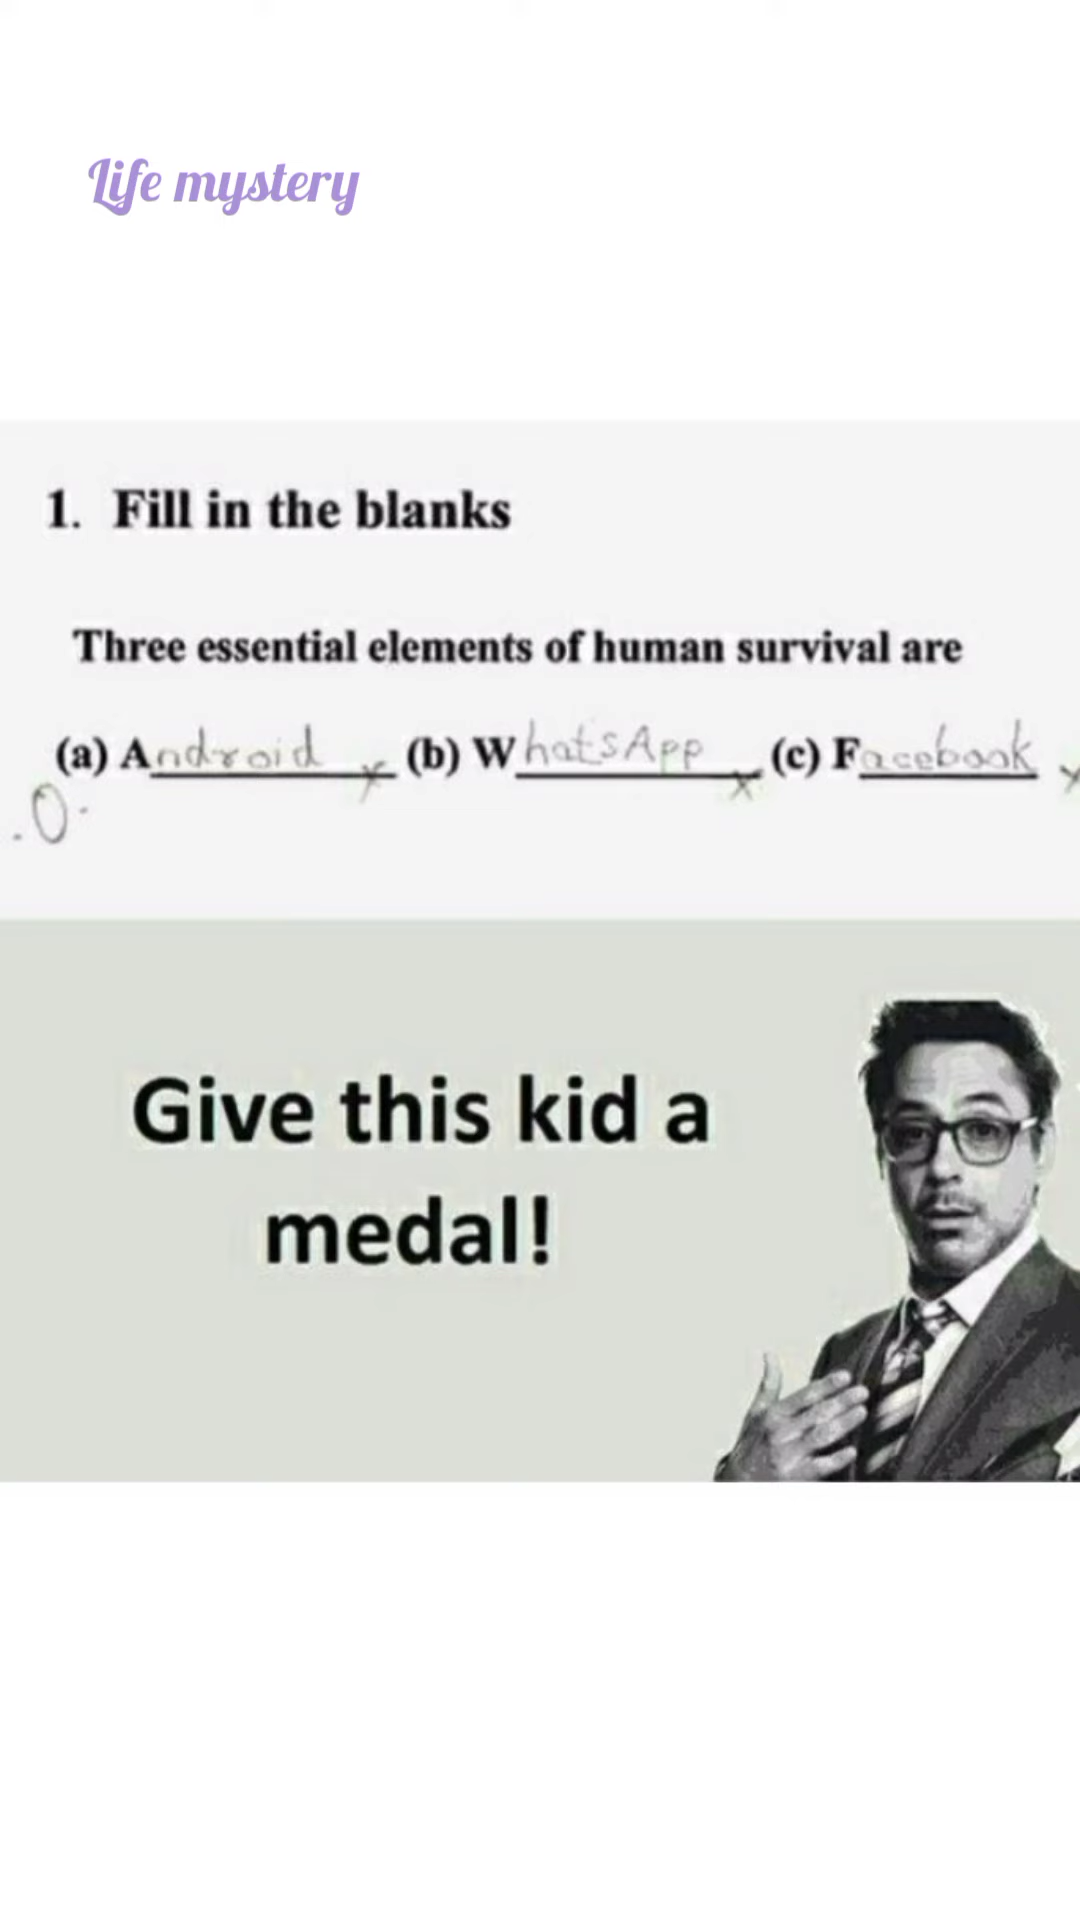 Life mystery
1. Fill in the blanks
Three essential elements of human survival are
(a) Android x (b) WhatsApp x (c) Facebook x
.0.
Give this kid a
medal!